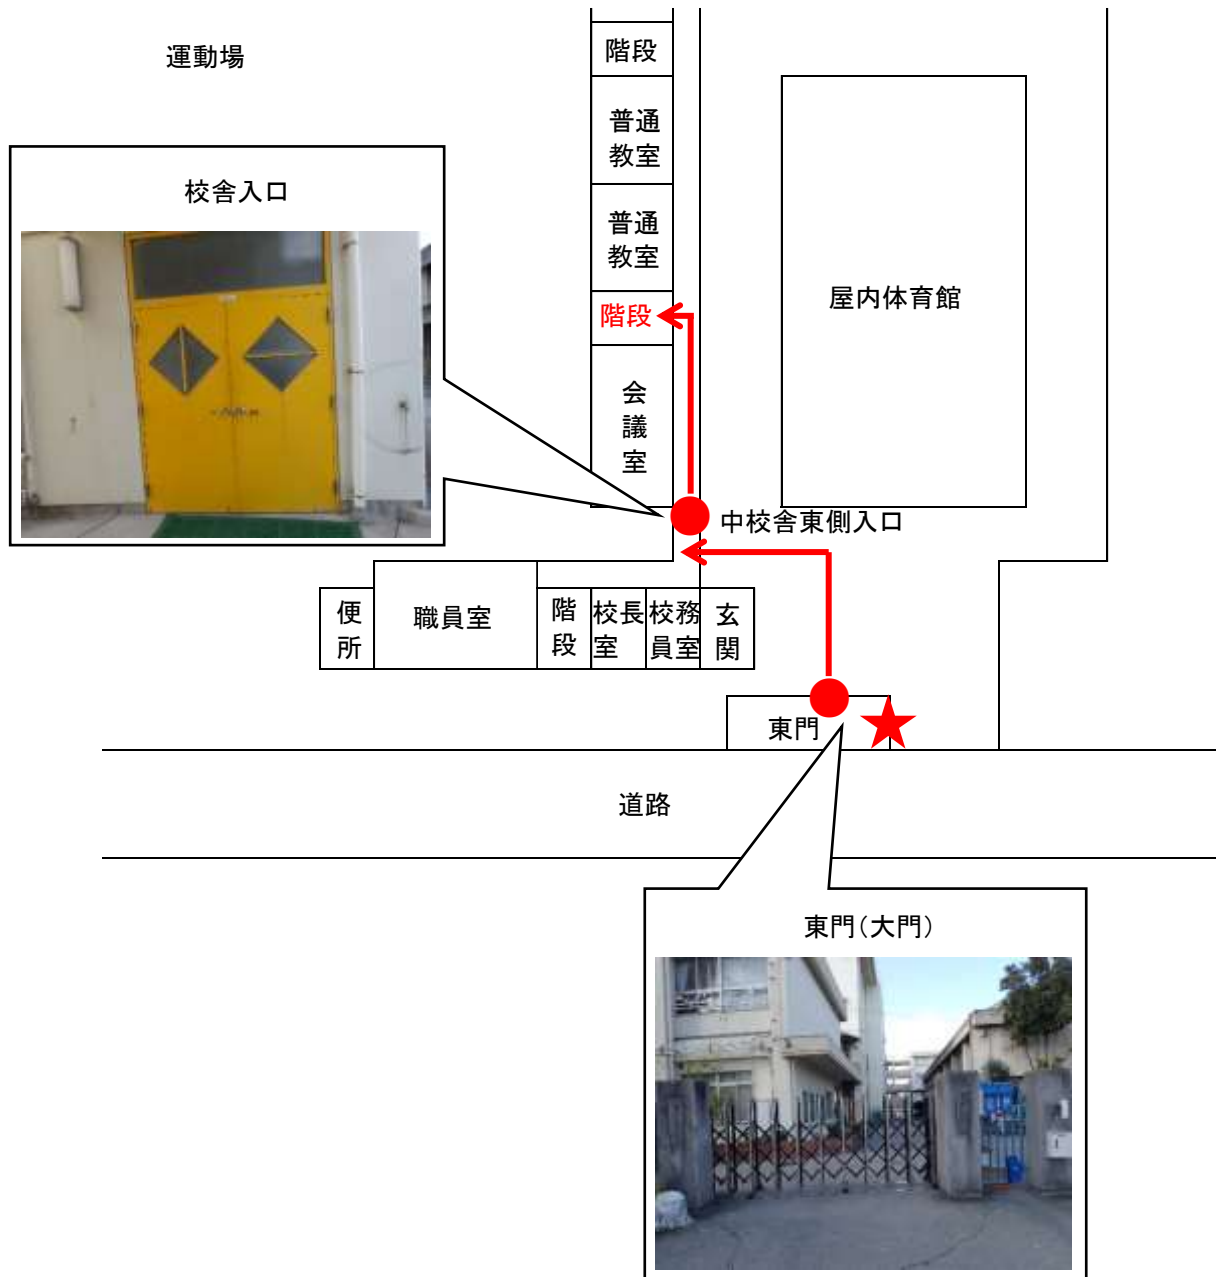 運動場
階段
普通
教室
校舎入口
普通
教室
屋内体育館
階段
会
議
室
中校舎東側入口
便
所
職員室
階
段
校長
室
校務
員室
玄
関
東門
道路
東門（大門）